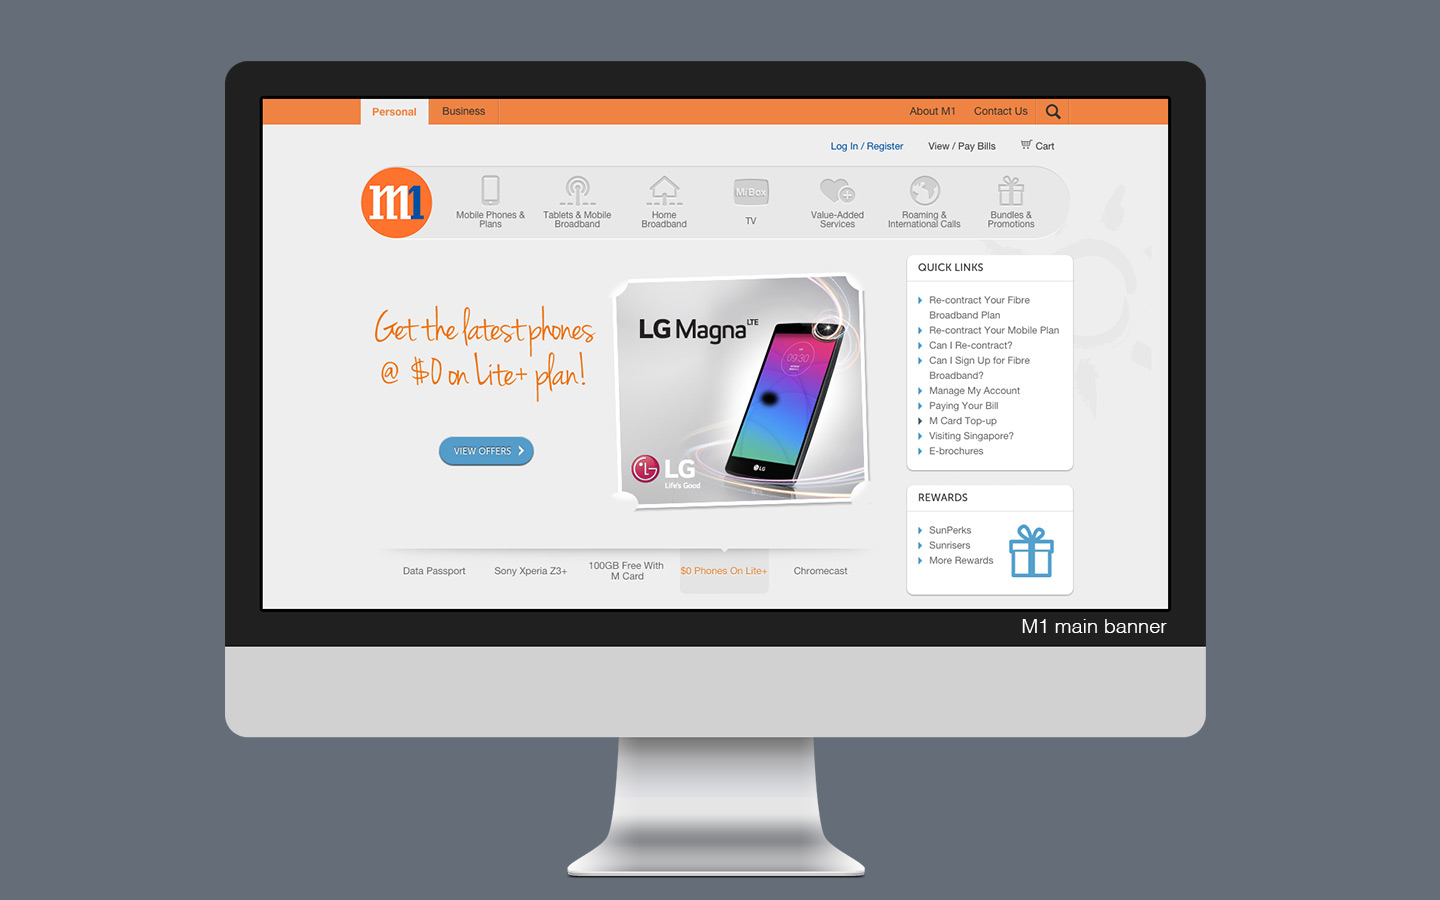 Personal
Business
About M1
Contact Us
Log In / Register
View / Pay Bills
Cart
m1
Mobile Phones &
Plans
Tablets & Mobile
Broadband
Home
Broadband
MiBox
TV
Value-Added
Services
Roaming &
International Calls
Bundles &
Promotions
Get the latest phones
@ $0 on Lite+ plan!
VIEW OFFERS
LG Magna LTE
09:30
LG
LG
Life's Good
QUICK LINKS
Re-contract Your Fibre
Broadband Plan
Re-contract Your Mobile Plan
Can I Re-contract?
Can I Sign Up for Fibre
Broadband?
Manage My Account
Paying Your Bill
M Card Top-up
Visiting Singapore?
E-brochures
REWARDS
SunPerks
Sunrisers
More Rewards
Data Passport
Sony Xperia Z3+
100GB Free With
M Card
$0 Phones On Lite+
Chromecast
M1 main banner